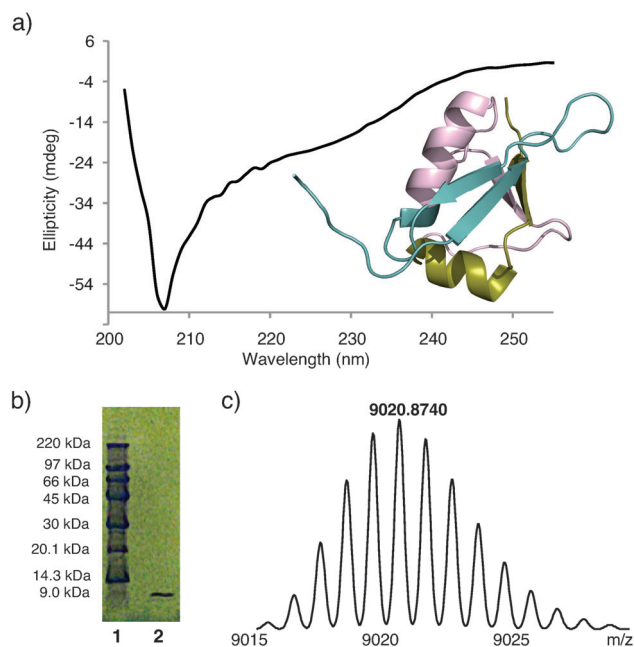 a)
6
-4
-14
-24
-34
-44
-54
Ellipticity (mdeg)
200 210 220 230 240 250
Wavelength (nm)
b)
220 kDa
97 kDa
66 kDa
45 kDa
30 kDa
20.1 kDa
14.3 kDa
9.0 kDa
1 2
c)
9020.8740
9015 9020 9025 m/z